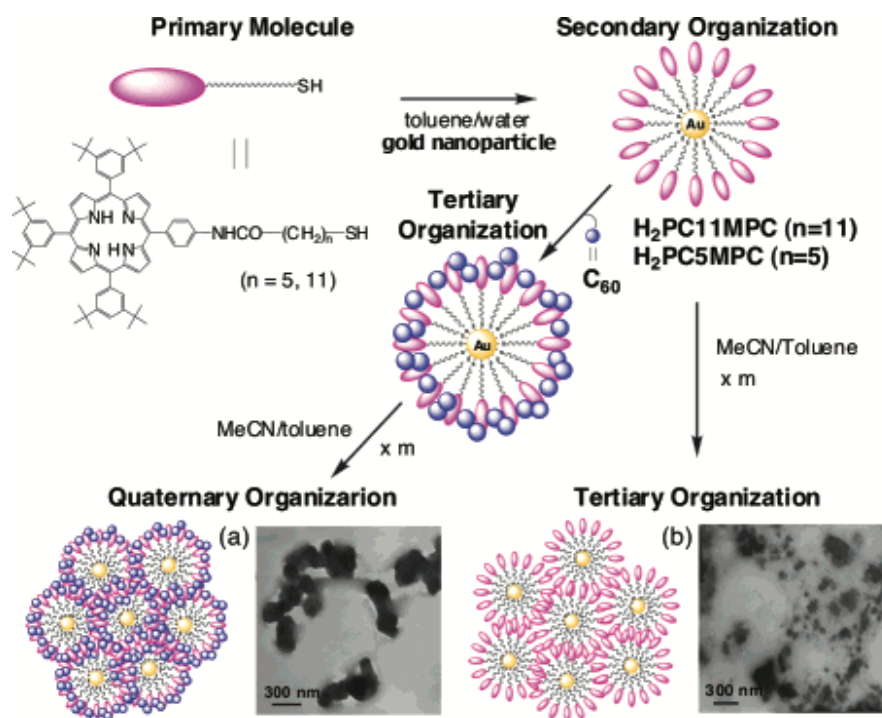 Primary Molecule
Secondary Organization
SH
toluene/water
gold nanoparticle
Au
Tertiary
Organization
C₆₀
H₂PC11MPC (n=11)
H₂PC5MPC (n=5)
NH
N
N
HN
NHCO
(CH₂)ₙ
SH
(n = 5, 11)
Au
MeCN/Toluene
x m
MeCN/toluene
x m
Quaternary Organizarion
Tertiary Organization
(a)
300 nm
(b)
300 nm